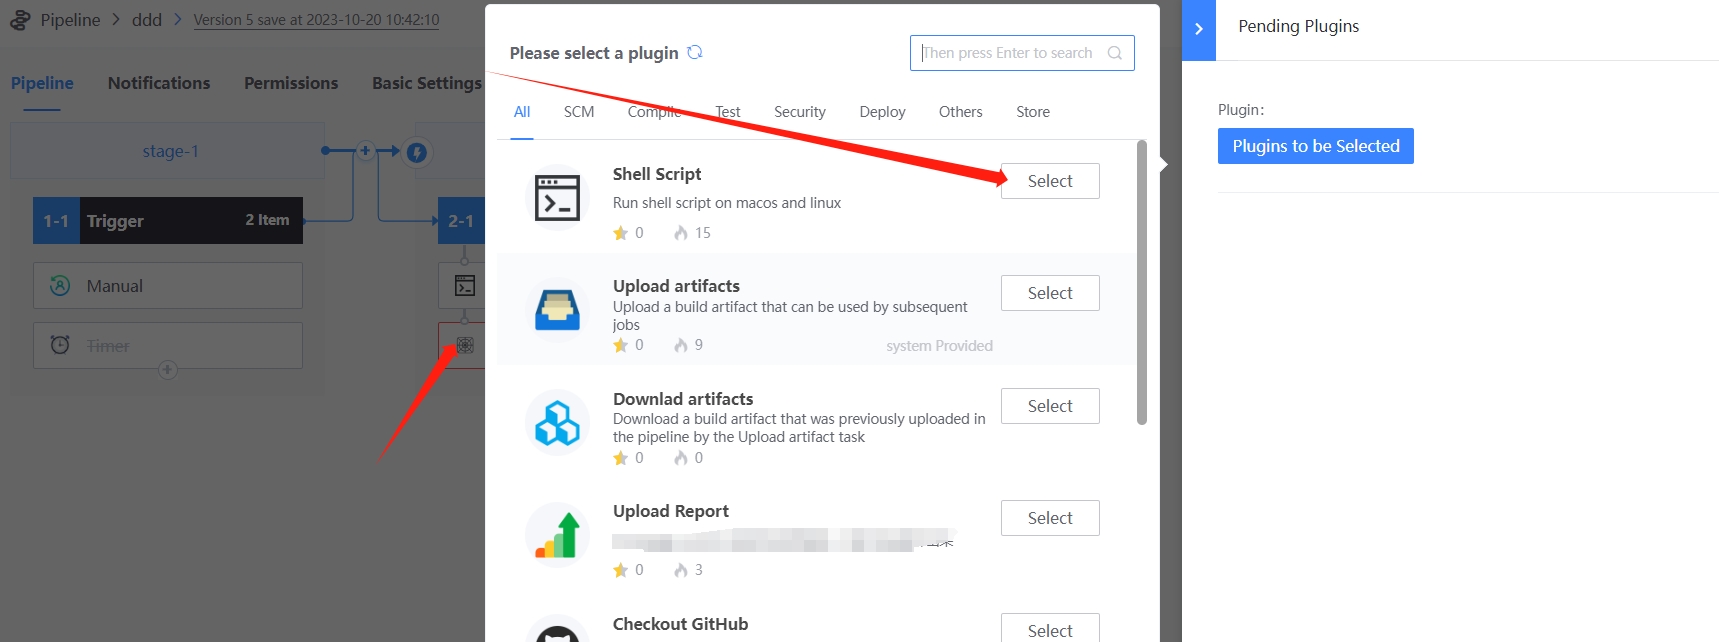 Pipeline > ddd > Version 5 save at 2023-10-20 10:42:10
Pipeline
Notifications
Permissions
Basic Settings
stage-1
1-1 Trigger 2 Item
Manual
Timer
2-1
Please select a plugin
Then press Enter to search
All
SCM
Compile
Test
Security
Deploy
Others
Store
Shell Script
Run shell script on macos and linux
0 15
Select
Upload artifacts
Upload a build artifact that can be used by subsequent
jobs
0 9
system Provided
Select
Downlad artifacts
Download a build artifact that was previously uploaded in
the pipeline by the Upload artifact task
0 0
Select
Upload Report
0 3
Select
Checkout GitHub
Select
Pending Plugins
Plugin:
Plugins to be Selected